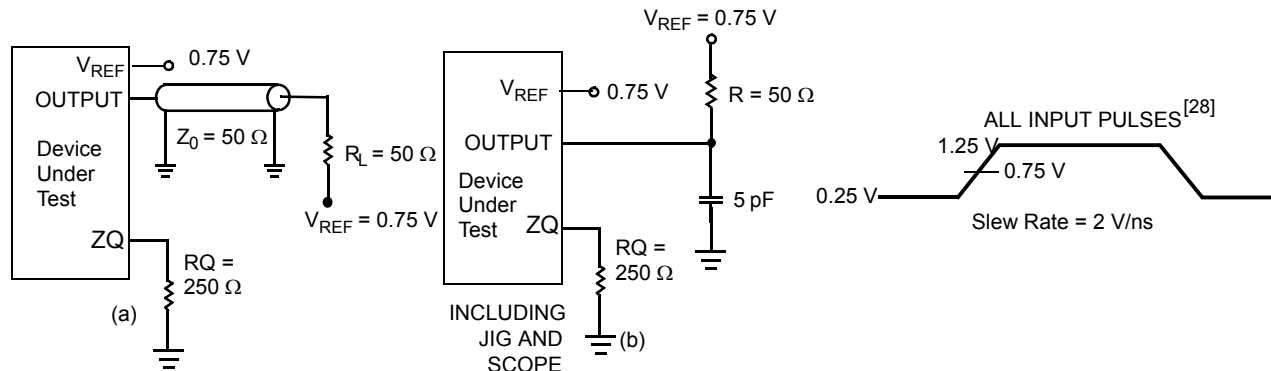 V_REF
0.75 V
OUTPUT
Z_0 = 50 Ω
Device
Under
Test
R_L = 50 Ω
V_REF = 0.75 V
ZQ
RQ =
250 Ω
(a)
V_REF = 0.75 V
R = 50 Ω
V_REF
0.75 V
OUTPUT
Device
Under
Test
5 pF
ZQ
RQ =
250 Ω
INCLUDING
JIG AND
SCOPE
(b)
ALL INPUT PULSES[28]
1.25 V
0.75 V
0.25 V
Slew Rate = 2 V/ns